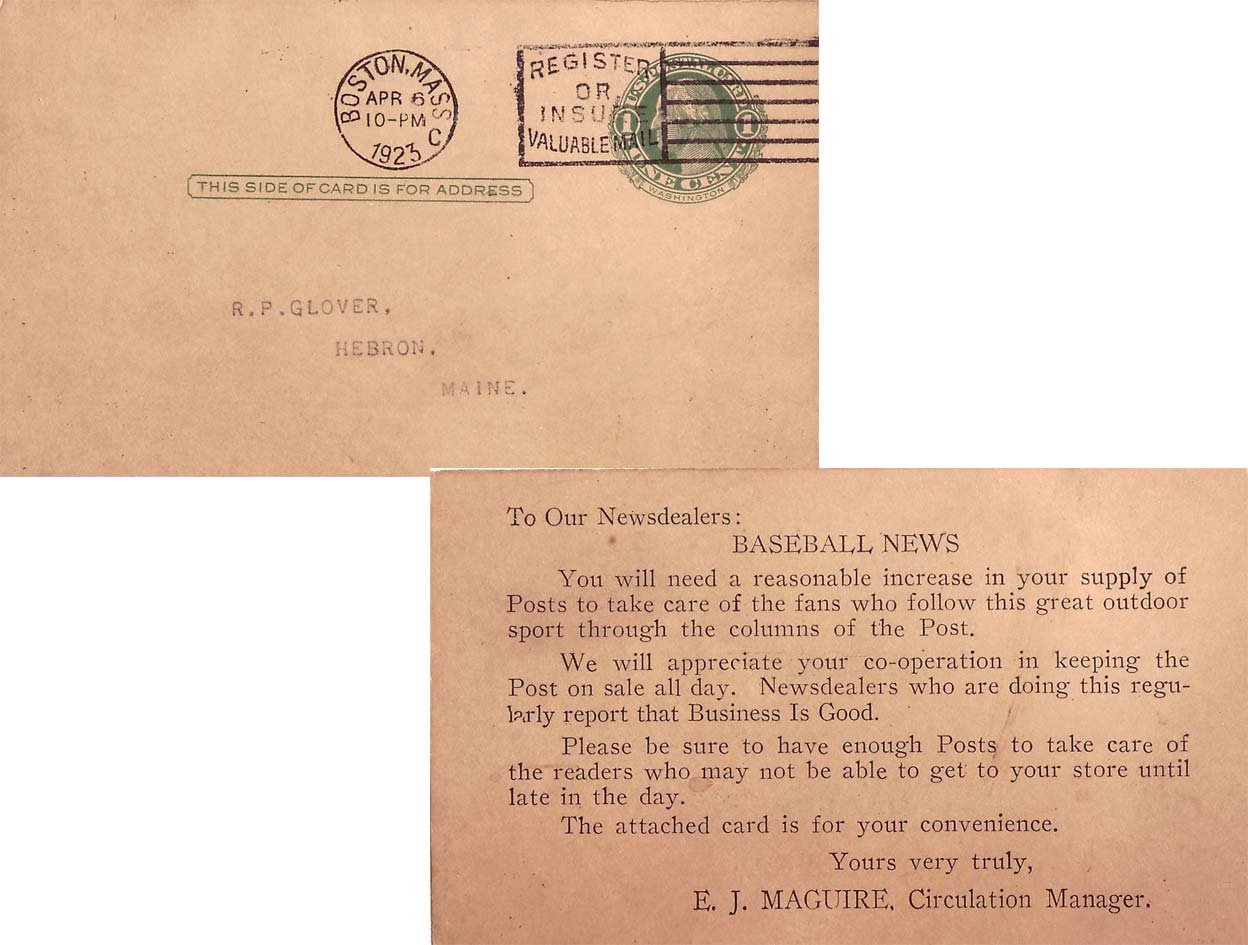 BOSTON, MASS
APR 6
10-PM
1923
C
REGISTER
OR
INSURE
VALUABLE MAIL
1 1
ONE CENT
WASHINGTON
THIS SIDE OF CARD IS FOR ADDRESS
R.P.GLOVER,
HEBRON.
MAINE.
To Our Newsdealers:
BASEBALL NEWS
You will need a reasonable increase in your supply of
Posts to take care of the fans who follow this great outdoor
sport through the columns of the Post.
We will appreciate your co-operation in keeping the
Post on sale all day. Newsdealers who are doing this regu-
larly report that Business Is Good.
Please be sure to have enough Posts to take care of
the readers who may not be able to get to your store until
late in the day.
The attached card is for your convenience.
Yours very truly,
E. J. MAGUIRE, Circulation Manager.